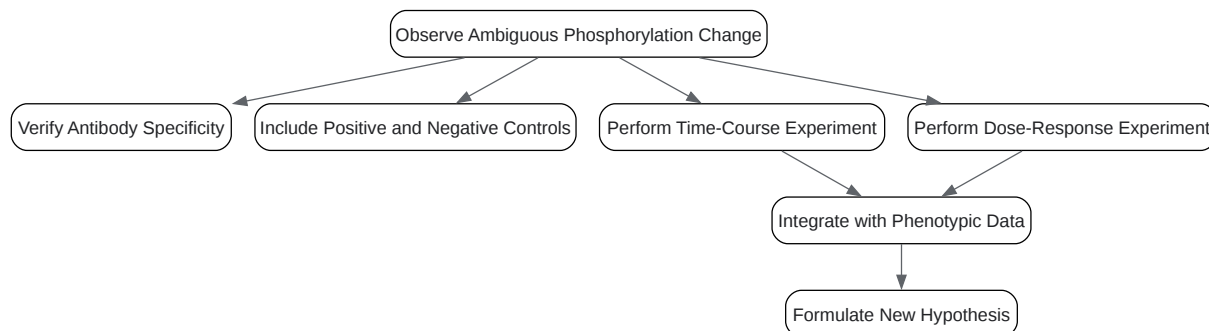 Observe Ambiguous Phosphorylation Change
Verify Antibody Specificity
Include Positive and Negative Controls
Perform Time-Course Experiment
Perform Dose-Response Experiment
Integrate with Phenotypic Data
Formulate New Hypothesis